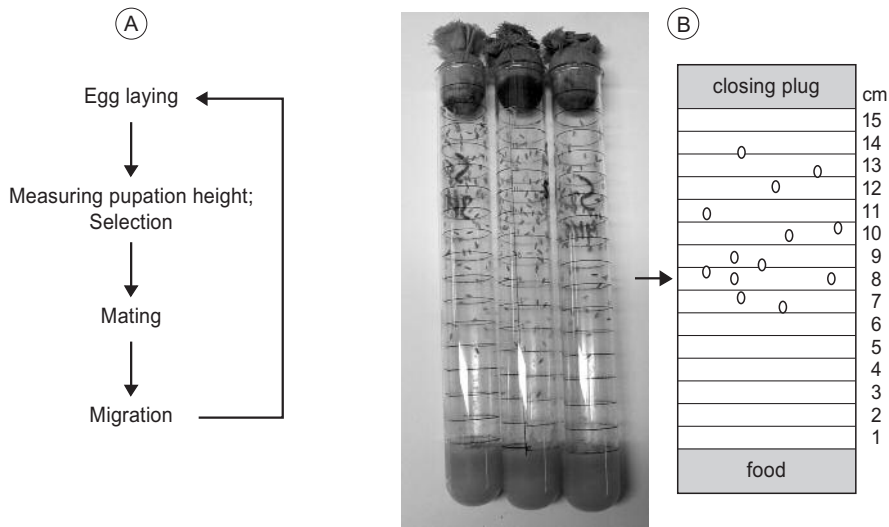 A
Egg laying
Measuring pupation height;
Selection
Mating
Migration
B
closing plug
cm
15
14
13
12
11
10
9
8
7
6
5
4
3
2
1
food